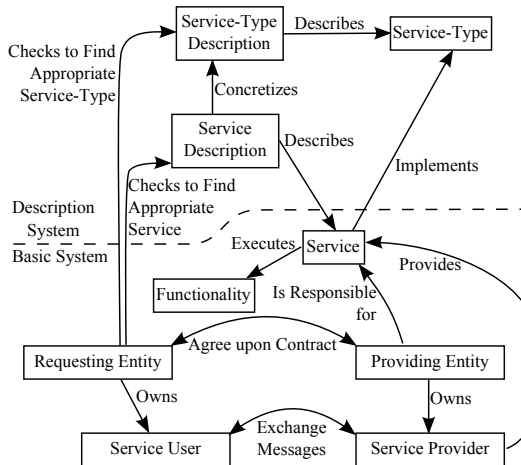 Service-Type
Description
Describes
Service-Type
Checks to Find
Appropriate
Service-Type
Concretizes
Service
Description
Describes
Implements
Checks to Find
Appropriate
Service
Description
System
Basic System
Executes
Service
Provides
Functionality
Is Responsible
for
Agree upon Contract
Requesting Entity
Providing Entity
Owns
Owns
Exchange
Messages
Service User
Service Provider